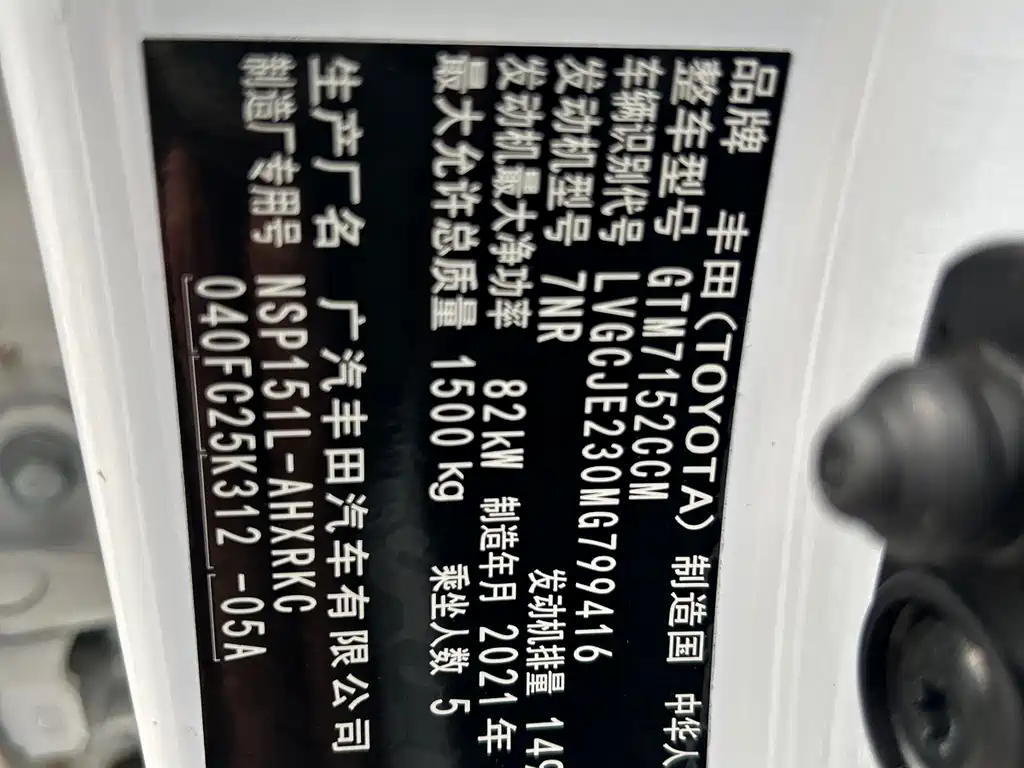 品牌 丰田(TOYOTA) 制造国 中华人
整车型号 GTM7152CCM
车辆识别代号 LVGCJE230MG799416
发动机型号 7NR 发动机排量 149
发动机最大净功率 82kW 制造年月 2021年
最大允许总质量 1500kg 乘坐人数 5
生产厂名 广汽丰田汽车有限公司
制造厂专用号 NSP151L-AHXRKC
040FC25K312 -05A